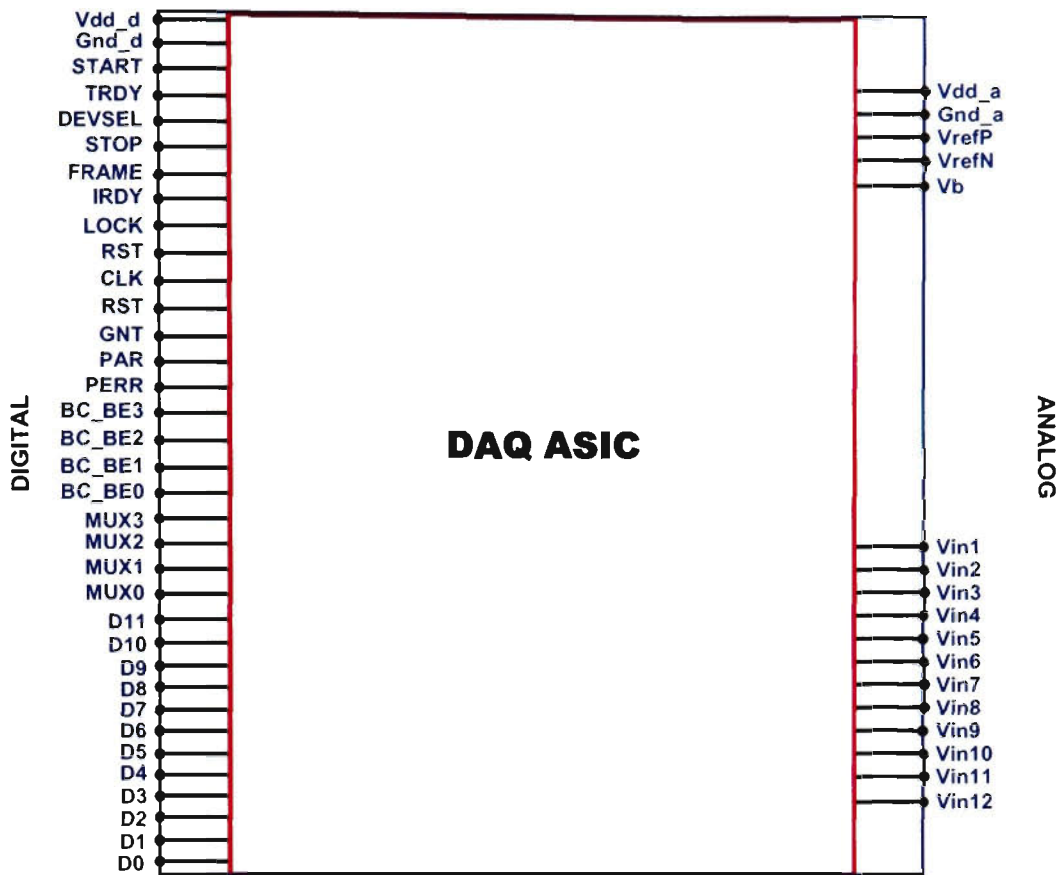 Vdd_d
Gnd_d
START
TRDY
DEVSEL
STOP
FRAME
IRDY
LOCK
RST
CLK
RST
GNT
PAR
PERR
BC_BE3
BC_BE2
BC_BE1
BC_BE0
MUX3
MUX2
MUX1
MUX0
D11
D10
D9
D8
D7
D6
D5
D4
D3
D2
D1
D0
DIGITAL
DAQ ASIC
Vdd_a
Gnd_a
VrefP
VrefN
Vb
Vin1
Vin2
Vin3
Vin4
Vin5
Vin6
Vin7
Vin8
Vin9
Vin10
Vin11
Vin12
ANALOG